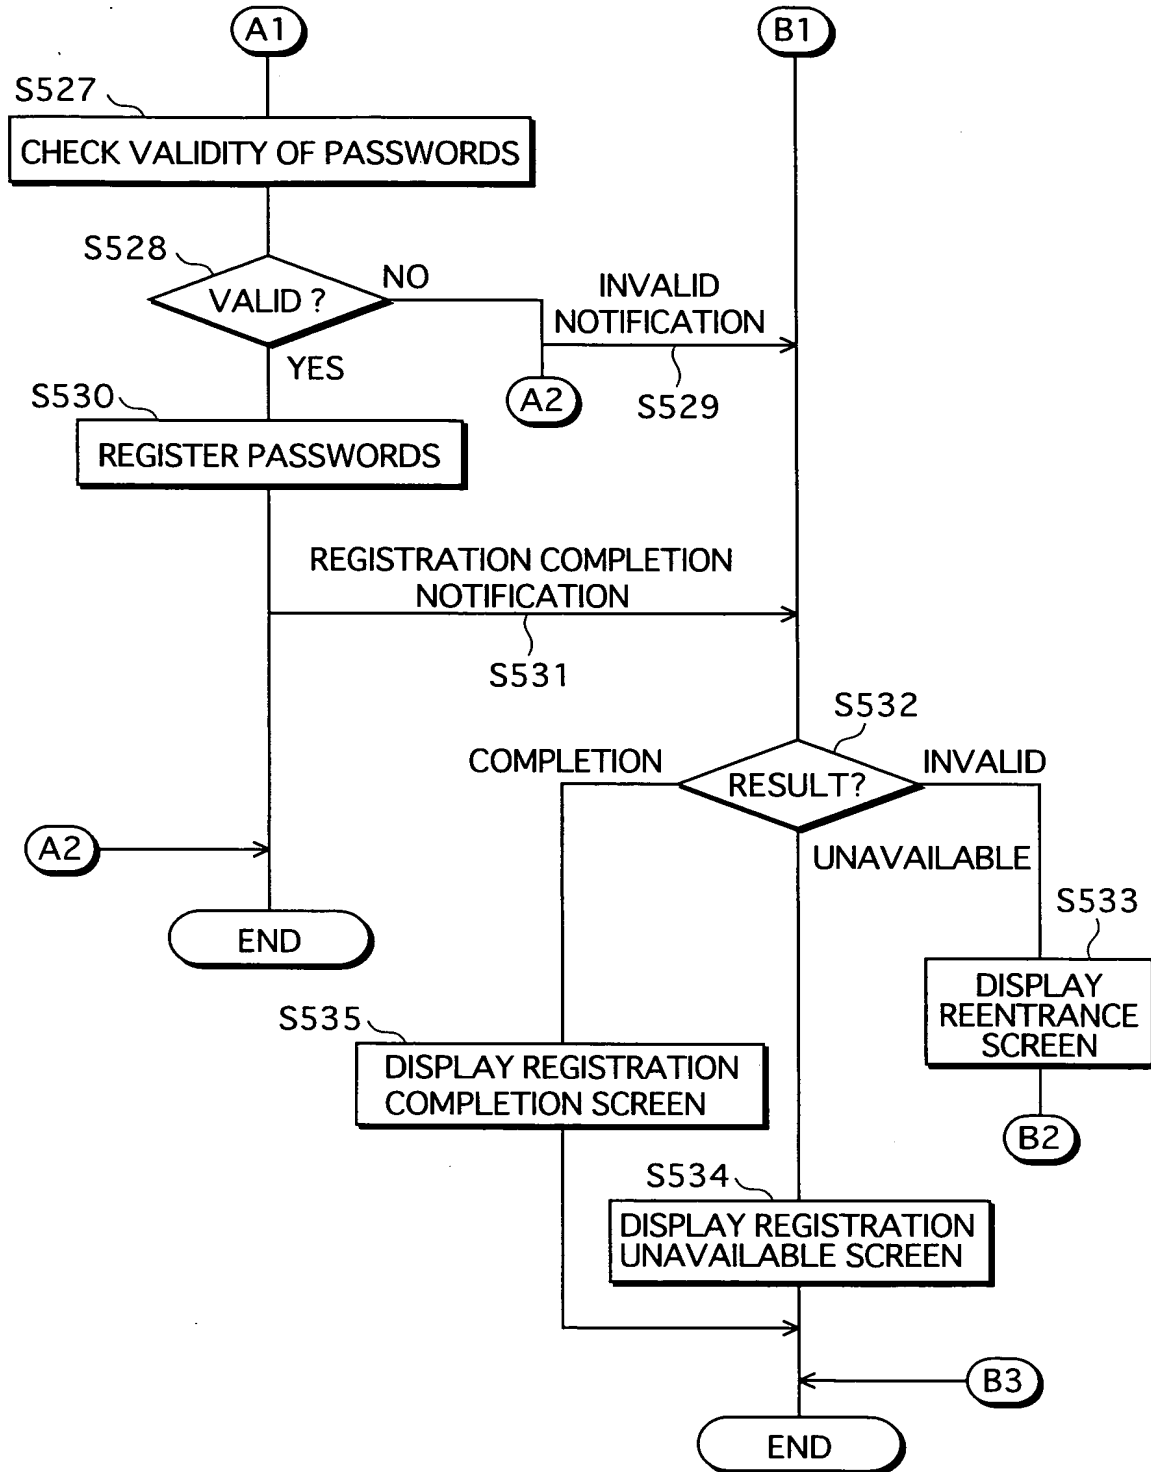 A1
B1
S527
CHECK VALIDITY OF PASSWORDS
S528
VALID ?
NO
YES
INVALID
NOTIFICATION
A2
S529
S530
REGISTER PASSWORDS
REGISTRATION COMPLETION
NOTIFICATION
S531
S532
COMPLETION
RESULT?
INVALID
UNAVAILABLE
A2
END
S533
DISPLAY
REENTRANCE
SCREEN
B2
S535
DISPLAY REGISTRATION
COMPLETION SCREEN
S534
DISPLAY REGISTRATION
UNAVAILABLE SCREEN
B3
END